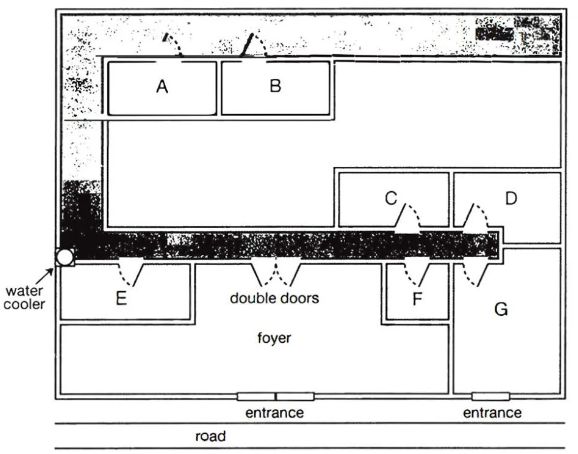 A
B
C
D
water
cooler
E
double doors
F
G
foyer
entrance
entrance
road